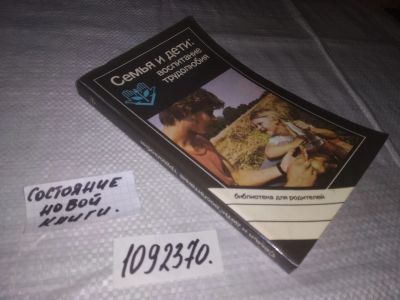 Семья и дети:
воспитание
трудолюбия
библиотека для родителей
СОСТОЯНИЕ
НОВОЙ
КНИГИ.
1092370.